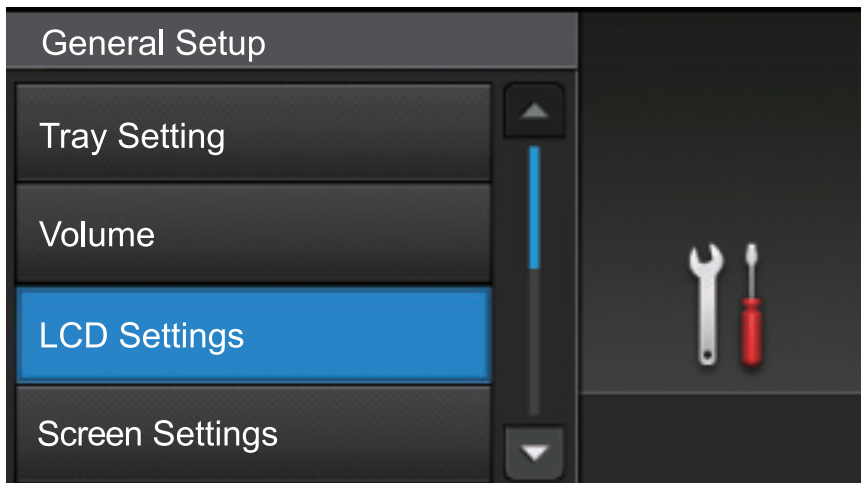 General Setup
Tray Setting
Volume
LCD Settings
Screen Settings